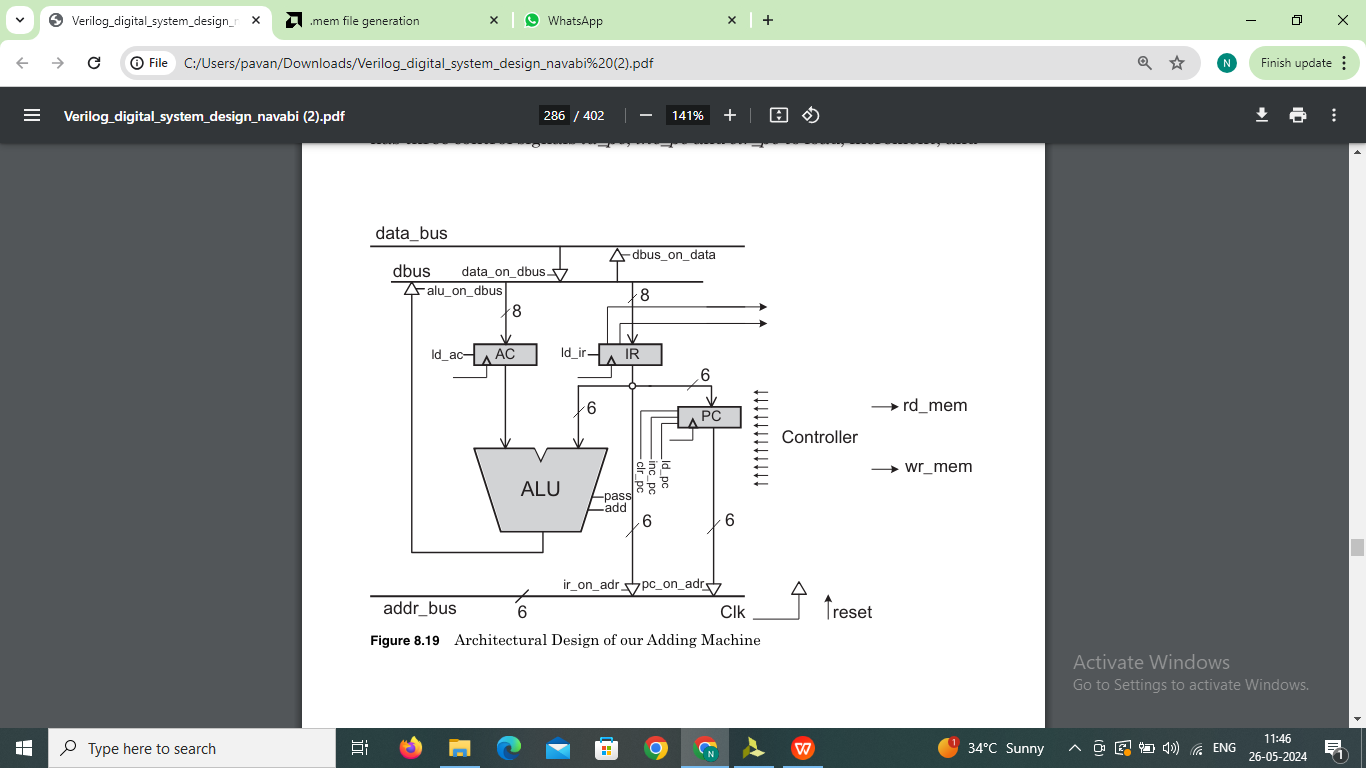 Verilog_digital_system_design_r
.mem file generation
WhatsApp
File
C:/Users/pavan/Downloads/Verilog_digital_system_design_navabi%20(2).pdf
N
Finish update
Verilog_digital_system_design_navabi (2).pdf
286 / 402
141%
data_bus
dbus_on_data
dbus
data_on_dbus
alu_on_dbus
8
8
ld_ac
AC
ld_ir
IR
6
6
PC
rd_mem
Controller
clr_pc
inc_pc
ld_pc
wr_mem
ALU
pass
add
6
6
ir_on_adr
pc_on_adr
addr_bus
6
Clk
reset
Figure 8.19 Architectural Design of our Adding Machine
Activate Windows
Go to Settings to activate Windows.
Type here to search
N
W
1
34°C Sunny
ENG
11:46
26-05-2024
1